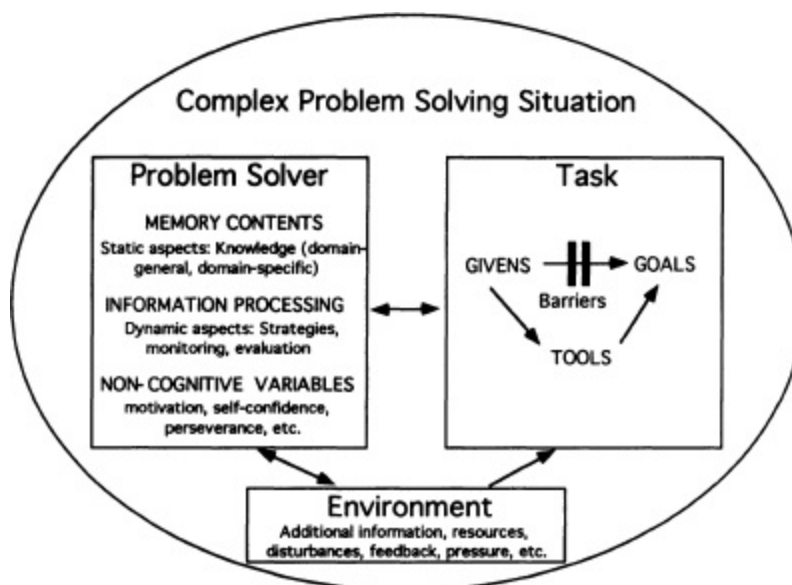 Complex Problem Solving Situation
Problem Solver
MEMORY CONTENTS
Static aspects: Knowledge (domain-
general, domain-specific)
INFORMATION PROCESSING
Dynamic aspects: Strategies,
monitoring, evaluation
NON-COGNITIVE VARIABLES
motivation, self-confidence,
perseverance, etc.
Task
GIVENS
GOALS
Barriers
TOOLS
Environment
Additional information, resources,
disturbances, feedback, pressure, etc.